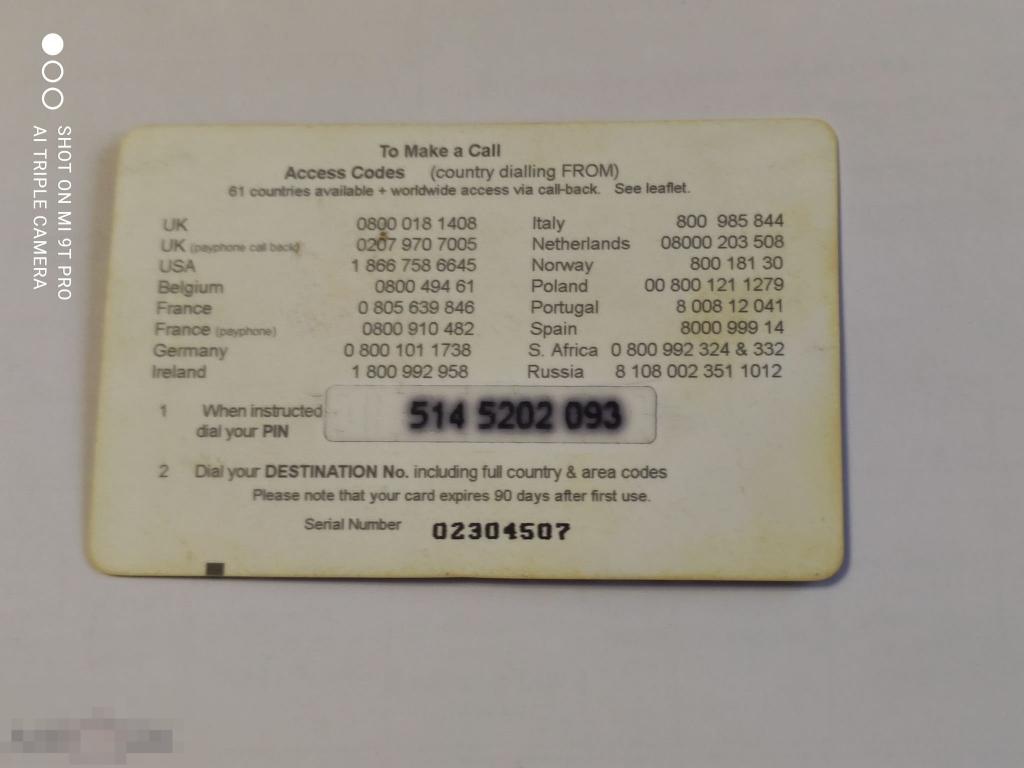 SHOT ON MI 9T PRO
AI TRIPLE CAMERA
To Make a Call
Access Codes (country dialling FROM)
61 countries available + worldwide access via call-back. See leaflet.
UK 0800 018 1408
UK (payphone call back) 0207 970 7005
USA 1 866 758 6645
Belgium 0800 494 61
France 0 805 639 846
France (payphone) 0800 910 482
Germany 0 800 101 1738
Ireland 1 800 992 958
Italy 800 985 844
Netherlands 08000 203 508
Norway 800 181 30
Poland 00 800 121 1279
Portugal 8 008 12 041
Spain 8000 999 14
S. Africa 0 800 992 324 & 332
Russia 8 108 002 351 1012
1 When instructed
dial your PIN
514 5202 093
2 Dial your DESTINATION No. including full country & area codes
Please note that your card expires 90 days after first use.
Serial Number 02304507